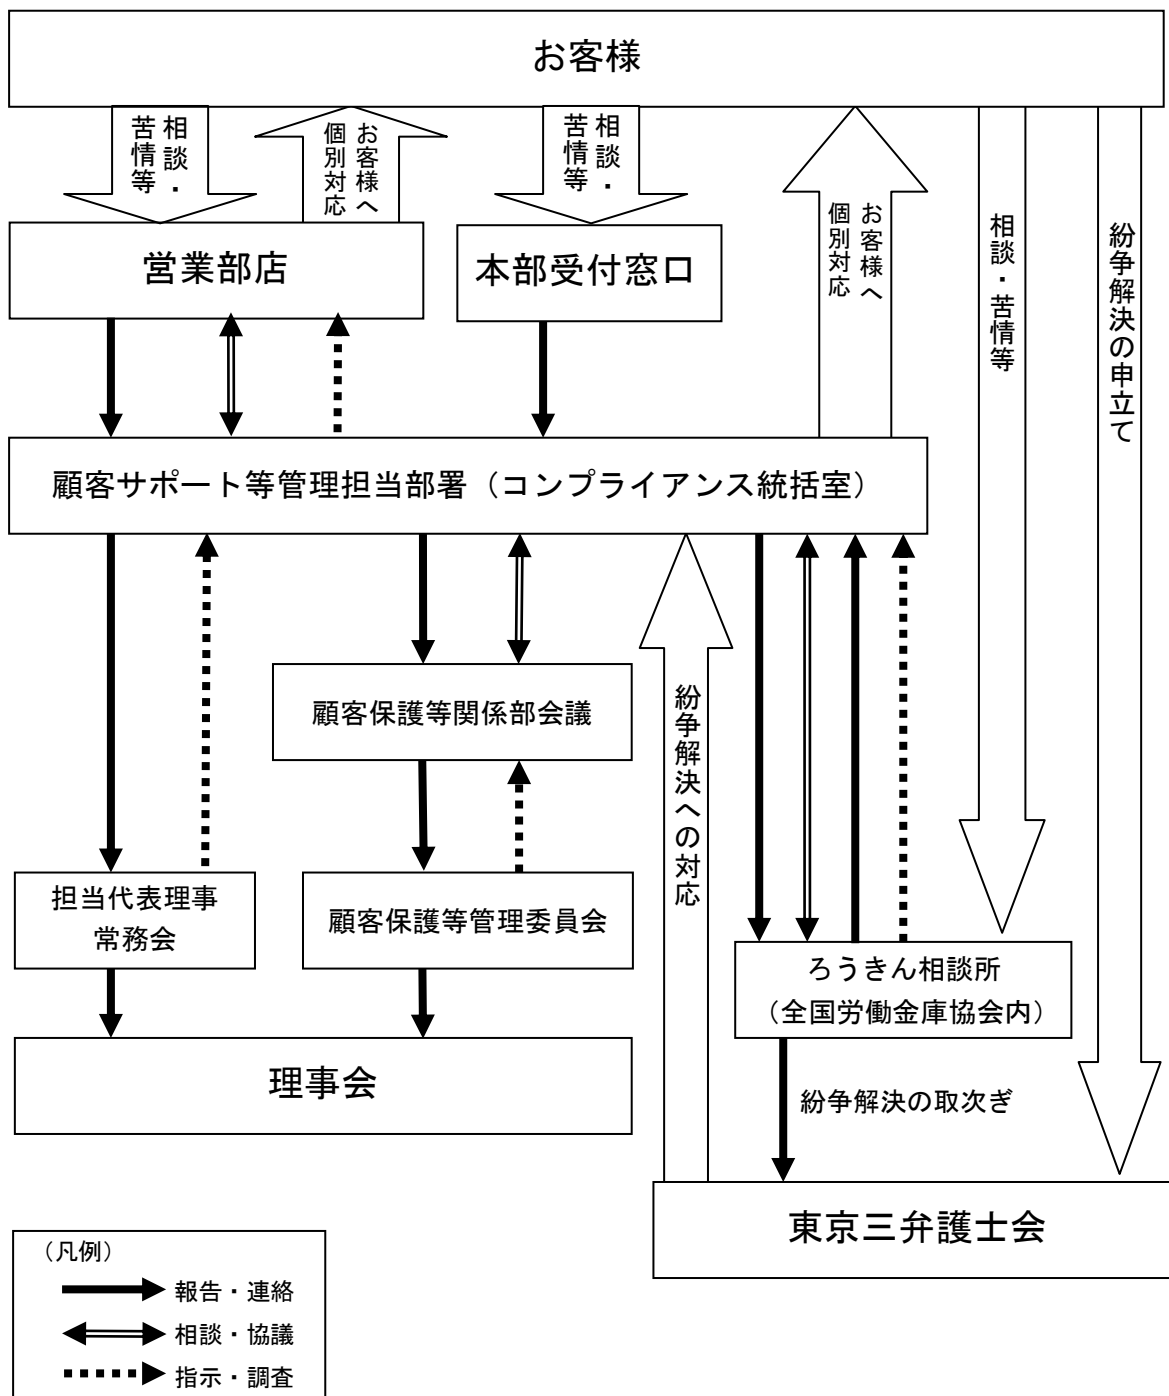 お客様
相談・
苦情等
お客様へ
個別対応
相談・
苦情等
お客様へ
個別対応
相談・苦情等
紛争解決の申立て
営業部店
本部受付窓口
顧客サポート等管理担当部署（コンプライアンス統括室）
顧客保護等関係部会議
紛争解決への対応
担当代表理事
常務会
顧客保護等管理委員会
ろうきん相談所
（全国労働金庫協会内）
理事会
紛争解決の取次ぎ
東京三弁護士会
（凡例）
報告・連絡
相談・協議
指示・調査